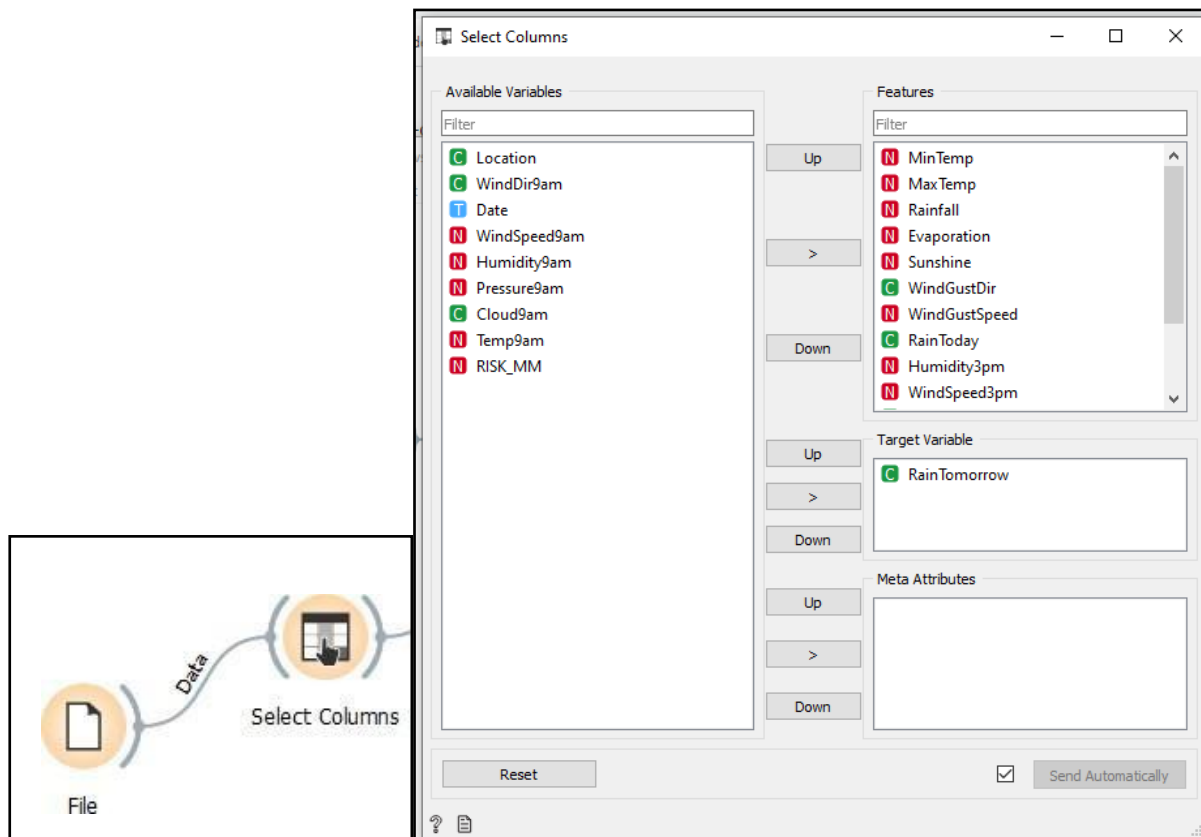 Select Columns
Available Variables
Filter
C Location
C WindDir9am
T Date
N WindSpeed9am
N Humidity9am
N Pressure9am
C Cloud9am
N Temp9am
N RISK_MM
Up
>
Down
Up
>
Down
Up
>
Down
Features
Filter
N MinTemp
N MaxTemp
N Rainfall
N Evaporation
N Sunshine
C WindGustDir
N WindGustSpeed
C RainToday
N Humidity3pm
N WindSpeed3pm
Target Variable
C RainTomorrow
Meta Attributes
Reset
Send Automatically
?
Data
File
Select Columns